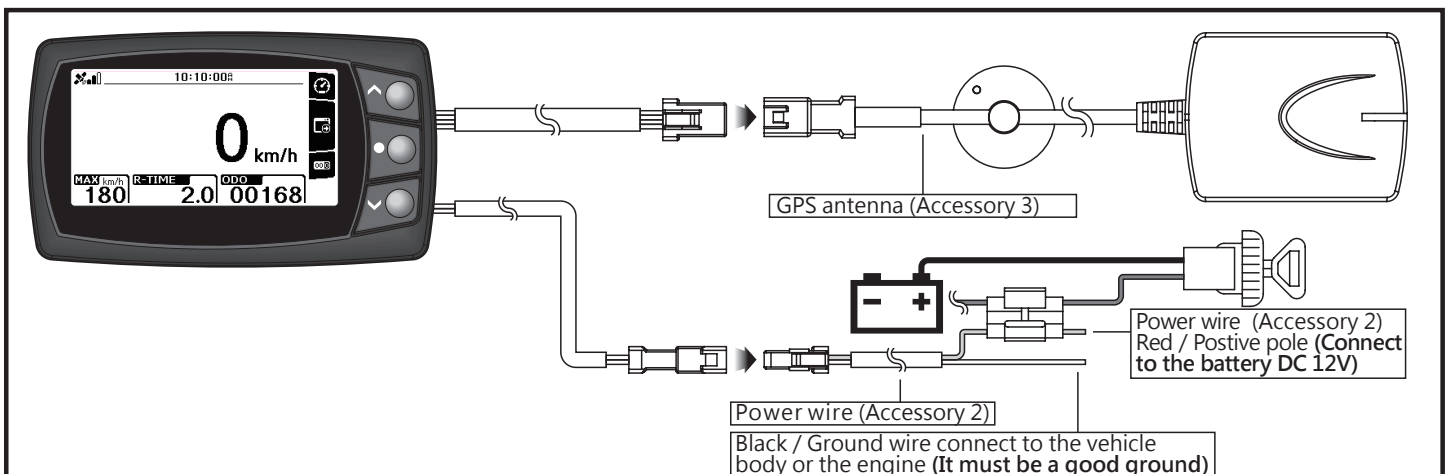 10:10:00
0 km/h
MAX km/h R-TIME ODO
180 2.0 00168
GPS antenna (Accessory 3)
Power wire (Accessory 2)
Red / Postive pole (Connect
to the battery DC 12V)
Power wire (Accessory 2)
Black / Ground wire connect to the vehicle
body or the engine (It must be a good ground)